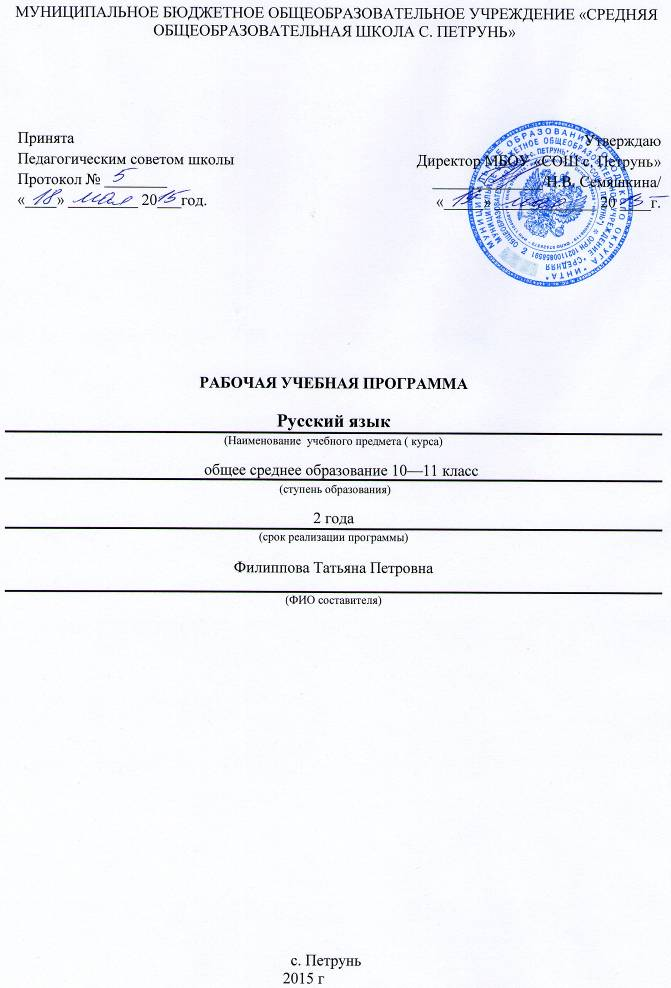 МУНИЦИПАЛЬНОЕ БЮДЖЕТНОЕ ОБЩЕОБРАЗОВАТЕЛЬНОЕ УЧРЕЖДЕНИЕ «СРЕДНЯЯ
ОБЩЕОБРАЗОВАТЕЛЬНАЯ ШКОЛА С. ПЕТРУНЬ»
Принята
Педагогическим советом школы
Протокол № 5
«18» мая 2015год.
Утверждаю
Директор МБОУ «СОШ с. Петрунь»
Н.В. Семяшкина/
2015г.
РАБОЧАЯ УЧЕБНАЯ ПРОГРАММА
Русский язык
(Наименование учебного предмета ( курса)
общее среднее образование 10—11 класс
(ступень образования)
2 года
(срок реализации программы)
Филиппова Татьяна Петровна
(ФИО составителя)
с. Петрунь
2015 г